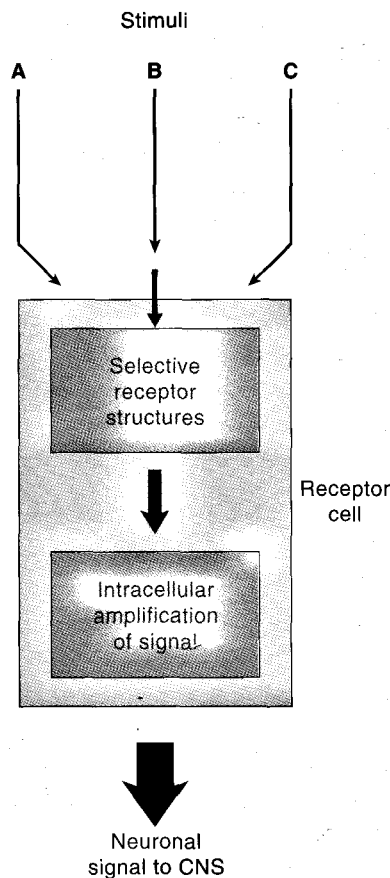 Stimuli
A B C
Selective
receptor
structures
Receptor
cell
Intracellular
amplification
of signal
Neuronal
signal to CNS